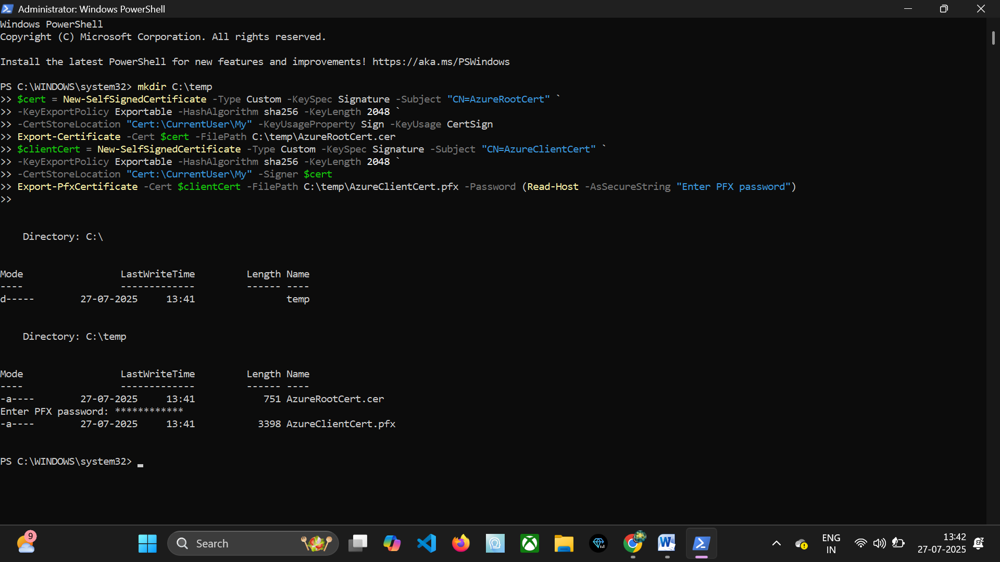 Administrator: Windows PowerShell
Windows PowerShell
Copyright (C) Microsoft Corporation. All rights reserved.
Install the latest PowerShell for new features and improvements! https://aka.ms/PSWindows
PS C:\WINDOWS\system32> mkdir C:\temp
>> $cert = New-SelfSignedCertificate -Type Custom -KeySpec Signature -Subject "CN=AzureRootCert" `
>> -KeyExportPolicy Exportable -HashAlgorithm sha256 -KeyLength 2048 `
>> -CertStoreLocation "Cert:\CurrentUser\My" -KeyUsageProperty Sign -KeyUsage CertSign
>> Export-Certificate -Cert $cert -FilePath C:\temp\AzureRootCert.cer
>> $clientCert = New-SelfSignedCertificate -Type Custom -KeySpec Signature -Subject "CN=AzureClientCert" `
>> -KeyExportPolicy Exportable -HashAlgorithm sha256 -KeyLength 2048 `
>> -CertStoreLocation "Cert:\CurrentUser\My" -Signer $cert
>> Export-PfxCertificate -Cert $clientCert -FilePath C:\temp\AzureClientCert.pfx -Password (Read-Host -AsSecureString "Enter PFX password")
>>
Directory: C:\
Mode LastWriteTime Length Name
---- ------------- ------ ----
d----- 27-07-2025 13:41 temp
Directory: C:\temp
Mode LastWriteTime Length Name
---- ------------- ------ ----
-a---- 27-07-2025 13:41 751 AzureRootCert.cer
Enter PFX password: ************
-a---- 27-07-2025 13:41 3398 AzureClientCert.pfx
PS C:\WINDOWS\system32>
9
Search
ENG
IN
13:42
27-07-2025